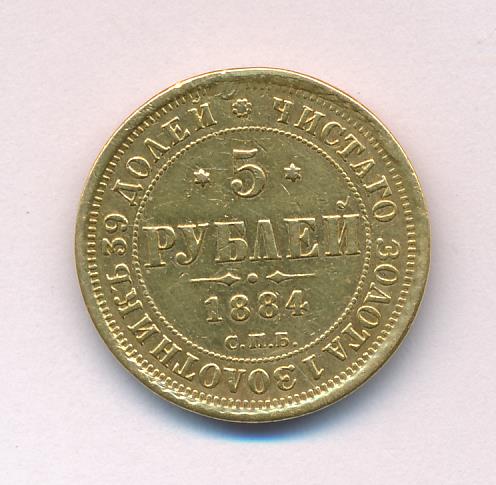 ЧИСТАГО ЗОЛОТА 1 ЗОЛОТНИКЪ 39 ДОЛЕЙ
5
РУБЛЕЙ
1884
С.П.Б.